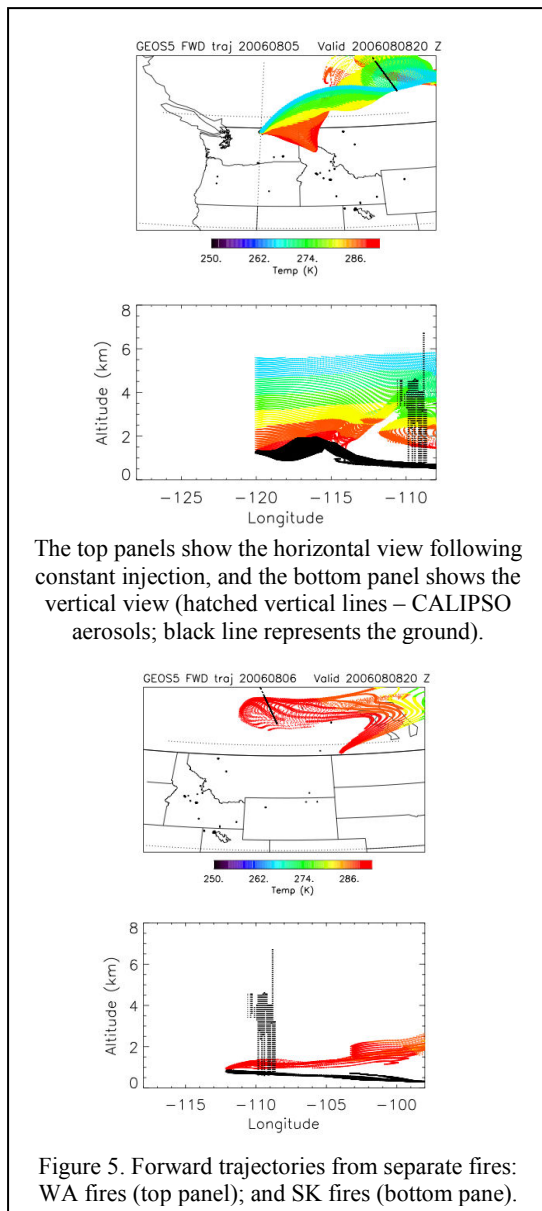 GEOS5 FWD traj 20060805 Valid 2006080820 Z
250. 262. 274. 286.
Temp (K)
8
6
4
2
0
Altitude (km)
-125 -120 -115 -110
Longitude
The top panels show the horizontal view following
constant injection, and the bottom panel shows the
vertical view (hatched vertical lines – CALIPSO
aerosols; black line represents the ground).
GEOS5 FWD traj 20060806 Valid 2006080820 Z
250. 262. 274. 286.
Temp (K)
8
6
4
2
0
Altitude (km)
-115 -110 -105 -100
Longitude
Figure 5. Forward trajectories from separate fires:
WA fires (top panel); and SK fires (bottom pane).